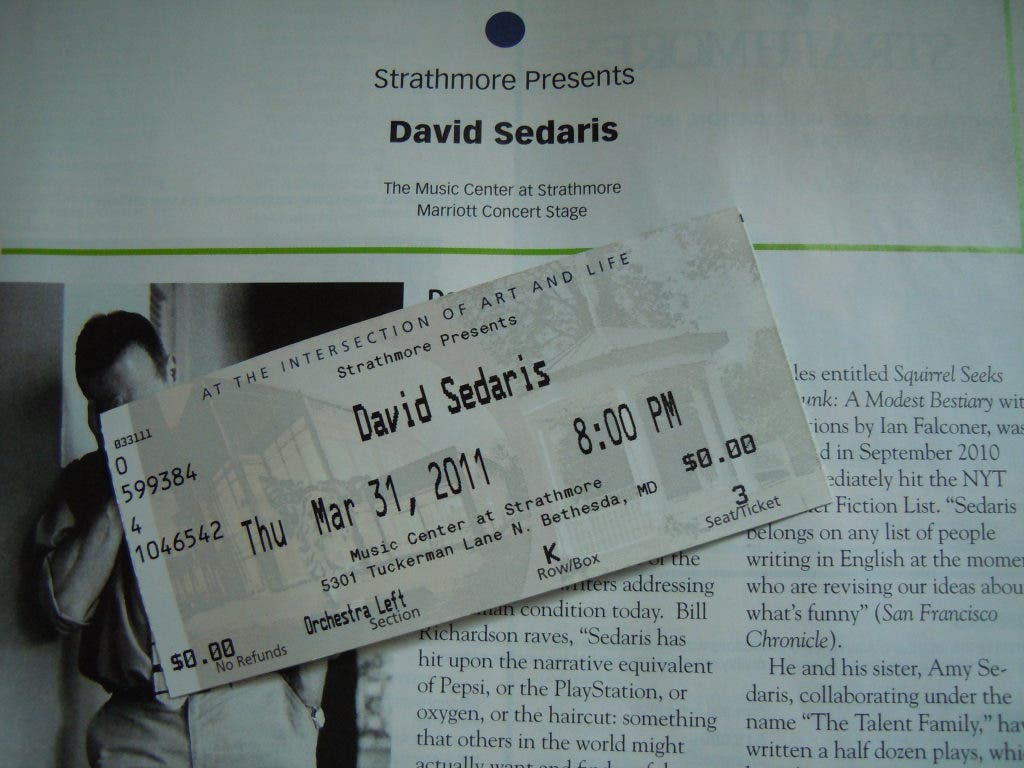 Strathmore Presents
David Sedaris
The Music Center at Strathmore
Marriott Concert Stage
AT THE INTERSECTION OF ART AND LIFE
Strathmore Presents
David Sedaris
Thu Mar 31, 2011 8:00 PM
Music Center at Strathmore
5301 Tuckerman Lane N. Bethesda, MD
$0.00
033111
0
599384
4
1046542
Orchestra Left
Section
K
Row/Box
3
Seat/Ticket
$0.00
No Refunds
of the
writers addressing
condition today. Bill
Richardson raves, “Sedaris has
hit upon the narrative equivalent
of Pepsi, or the PlayStation, or
oxygen, or the haircut: something
that others in the world might
les entitled Squirrel Seeks
unk: A Modest Bestiary wit
ions by Ian Falconer, was
d in September 2010
ediately hit the NYT
er Fiction List. “Sedaris
belongs on any list of people
writing in English at the momen
who are revising our ideas abou
what’s funny” (San Francisco
Chronicle).
He and his sister, Amy Se-
daris, collaborating under the
name “The Talent Family,” hav
written a half dozen plays, whi